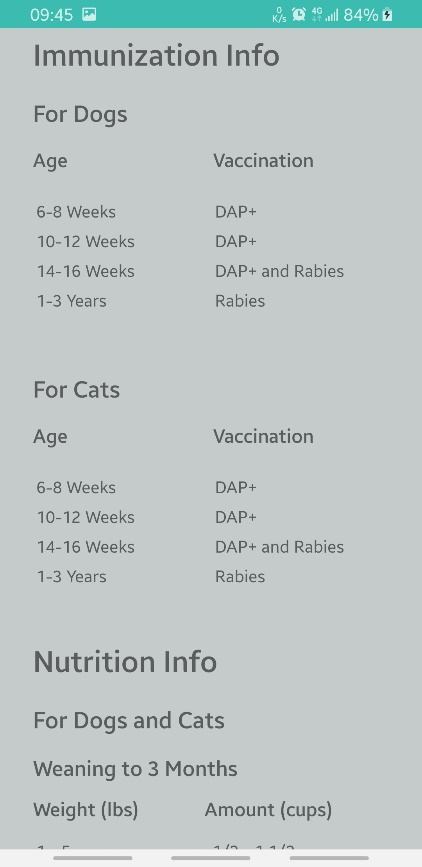 09:45 0 K/s 4G 84%
Immunization Info
For Dogs
Age Vaccination
6-8 Weeks DAP+
10-12 Weeks DAP+
14-16 Weeks DAP+ and Rabies
1-3 Years Rabies
For Cats
Age Vaccination
6-8 Weeks DAP+
10-12 Weeks DAP+
14-16 Weeks DAP+ and Rabies
1-3 Years Rabies
Nutrition Info
For Dogs and Cats
Weaning to 3 Months
Weight (lbs) Amount (cups)